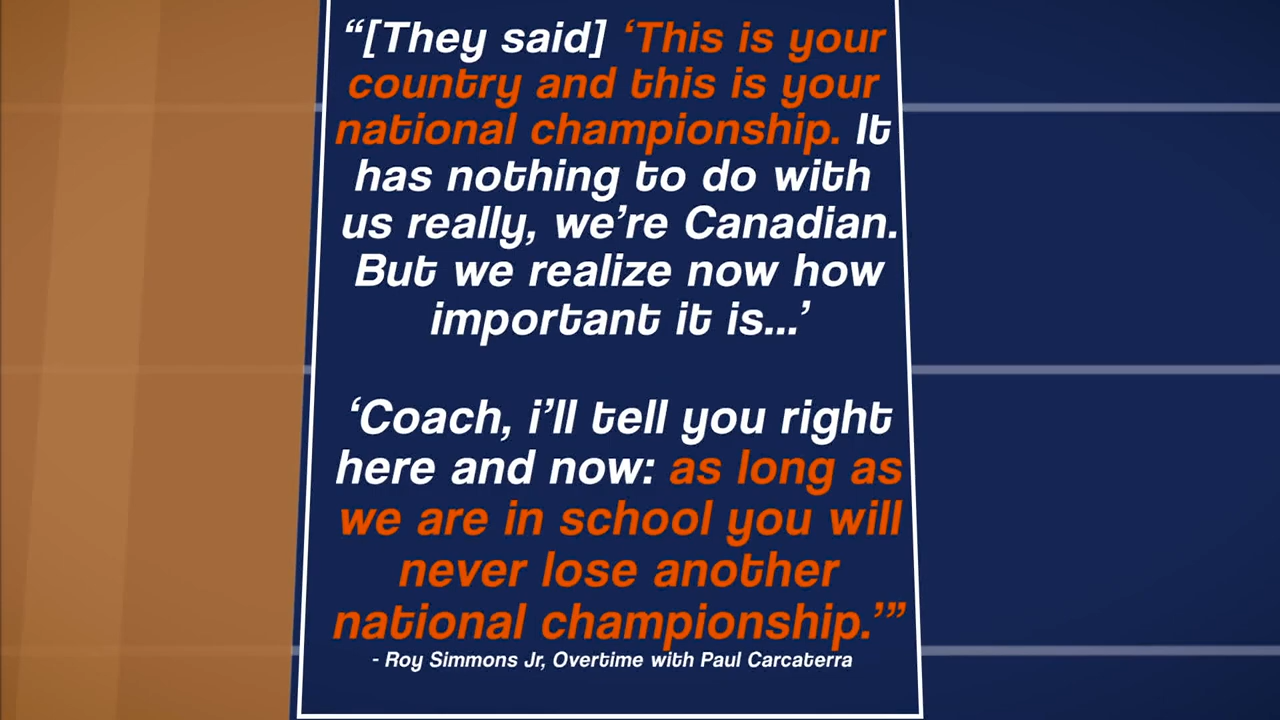 “[They said] ‘This is your
country and this is your
national championship. It
has nothing to do with
us really, we’re Canadian.
But we realize now how
important it is...’
‘Coach, i’ll tell you right
here and now: as long as
we are in school you will
never lose another
national championship.’”
- Roy Simmons Jr, Overtime with Paul Carcaterra